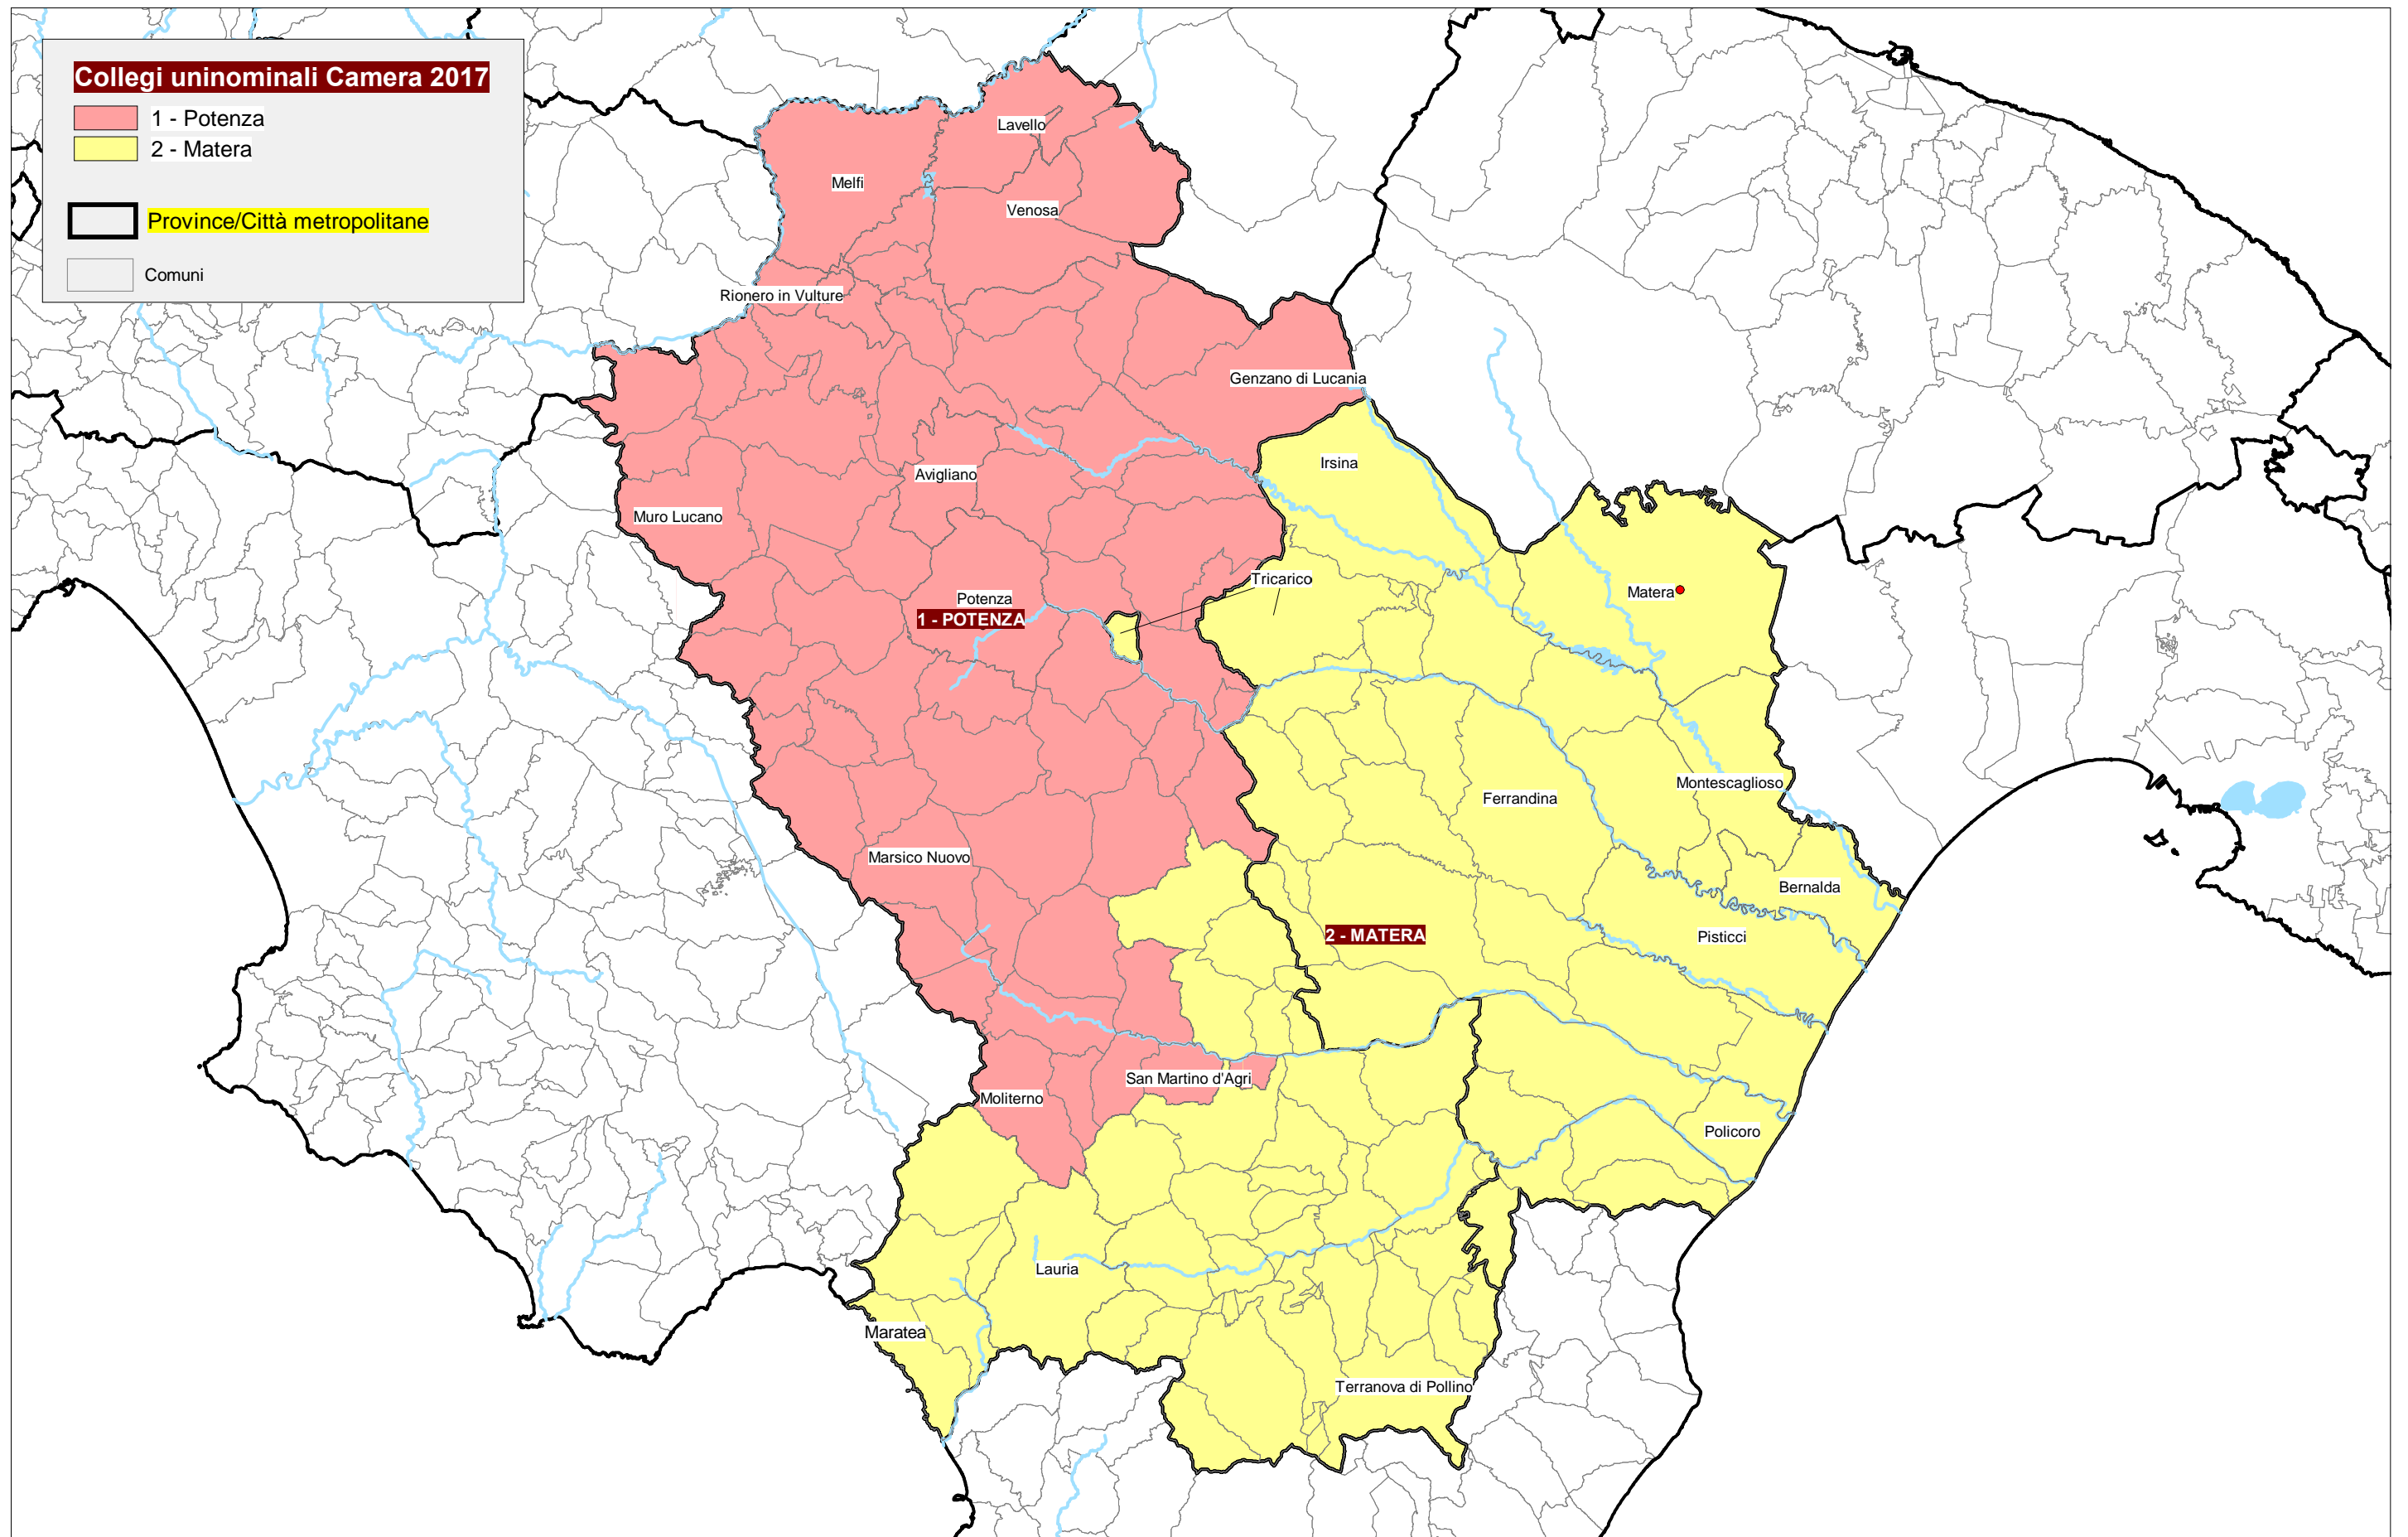 Collegi uninominali Camera 2017
1 - Potenza
2 - Matera
Province/Città metropolitane
Comuni
Lavello
Melfi
Venosa
Rionero in Vulture
Genzano di Lucania
Irsina
Avigliano
Muro Lucano
Tricarico
Matera
Potenza
1 - POTENZA
Montescaglioso
Ferrandina
Marsico Nuovo
Bernalda
2 - MATERA
Pisticci
San Martino d'Agri
Moliterno
Policoro
Lauria
Maratea
Terranova di Pollino